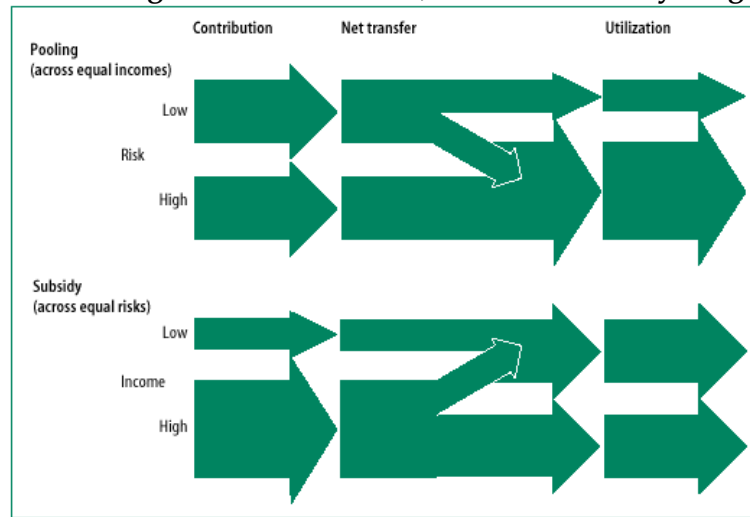 Contribution Net transfer Utilization
Pooling
(across equal incomes)
Low
Risk
High
Subsidy
(across equal risks)
Low
Income
High